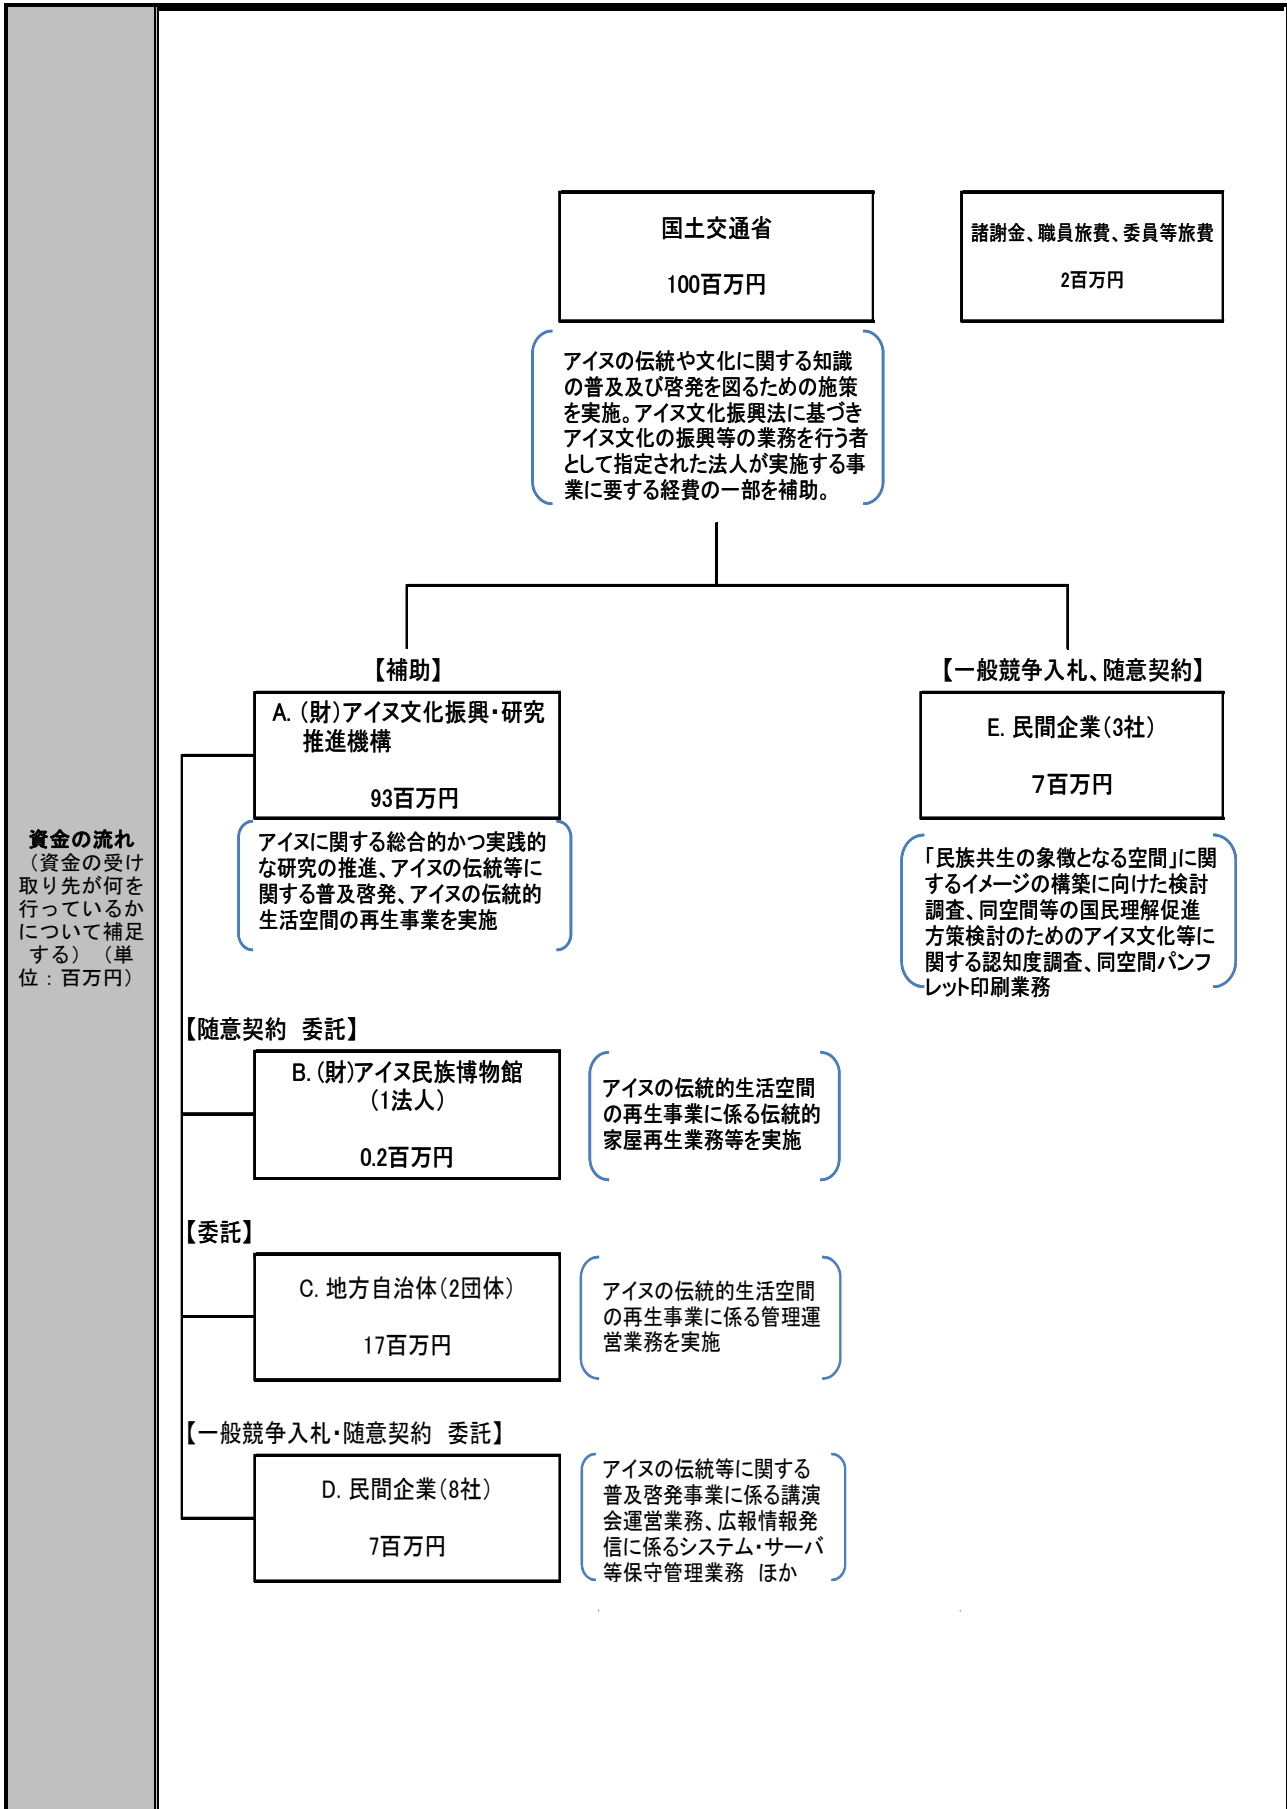 資金の流れ
（資金の受け
取り先が何を
行っているか
について補足
する）　（単
位：百万円）
国土交通省
100百万円
諸謝金、職員旅費、委員等旅費
2百万円
アイヌの伝統や文化に関する知識
の普及及び啓発を図るための施策
を実施。アイヌ文化振興法に基づき
アイヌ文化の振興等の業務を行う者
として指定された法人が実施する事
業に要する経費の一部を補助。
【補助】
A. （財）アイヌ文化振興・研究
推進機構
93百万円
アイヌに関する総合的かつ実践的
な研究の推進、アイヌの伝統等に
関する普及啓発、アイヌの伝統的
生活空間の再生事業を実施
【一般競争入札、随意契約】
E. 民間企業（3社）
7百万円
「民族共生の象徴となる空間」に関
するイメージの構築に向けた検討
調査、同空間等の国民理解促進
方策検討のためのアイヌ文化等に
関する認知度調査、同空間パンフ
レット印刷業務
【随意契約　委託】
B. （財）アイヌ民族博物館
（1法人）
0.2百万円
アイヌの伝統的生活空間
の再生事業に係る伝統的
家屋再生業務等を実施
【委託】
C. 地方自治体（2団体）
17百万円
アイヌの伝統的生活空間
の再生事業に係る管理運
営業務を実施
【一般競争入札・随意契約　委託】
D. 民間企業（8社）
7百万円
アイヌの伝統等に関する
普及啓発事業に係る講演
会運営業務、広報情報発
信に係るシステム・サーバ
等保守管理業務　ほか